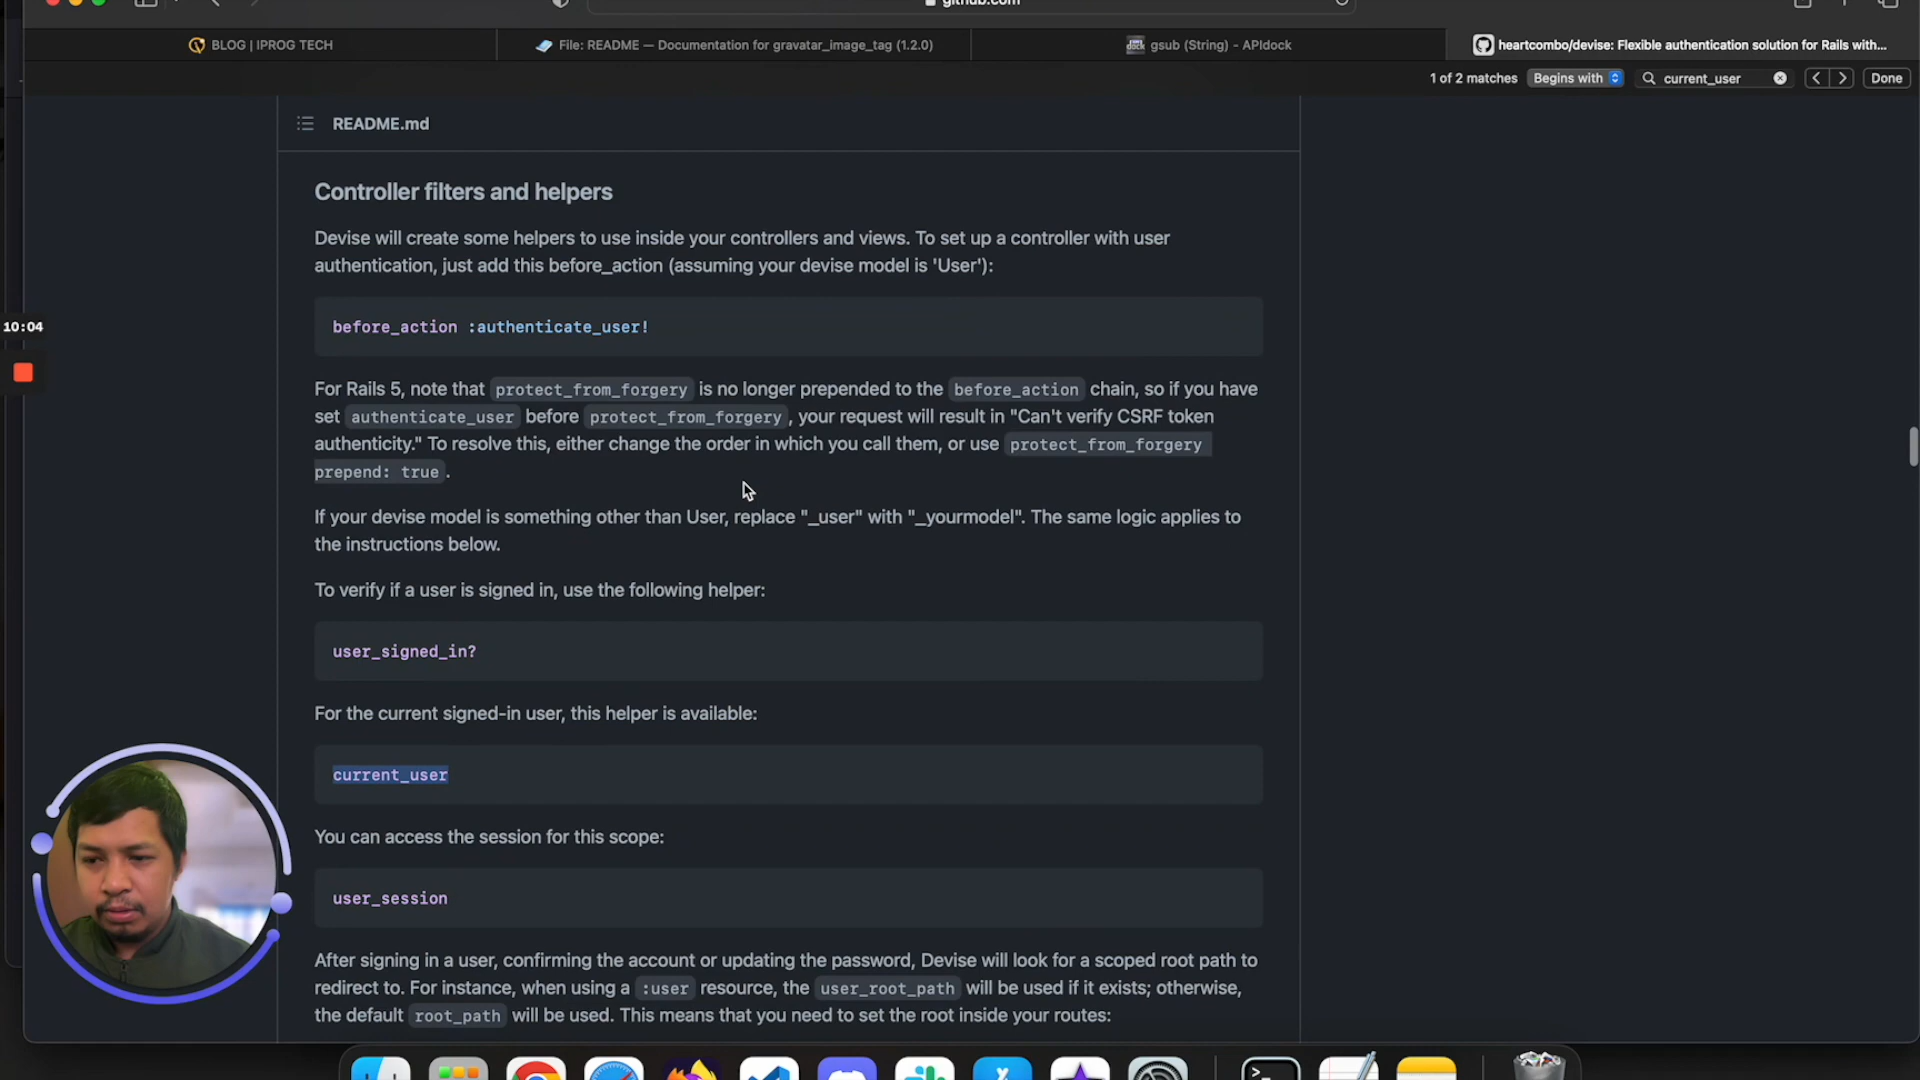 github.com
BLOG | IPROG TECH
File: README — Documentation for gravatar_image_tag (1.2.0)
gsub (String) - APIdock
heartcombo/devise: Flexible authentication solution for Rails with...
1 of 2 matches
Begins with
current_user
Done
README.md
Controller filters and helpers
Devise will create some helpers to use inside your controllers and views. To set up a controller with user
authentication, just add this before_action (assuming your devise model is 'User'):
before_action :authenticate_user!
10:04
For Rails 5, note that protect_from_forgery is no longer prepended to the before_action chain, so if you have
set authenticate_user before protect_from_forgery, your request will result in "Can't verify CSRF token
authenticity." To resolve this, either change the order in which you call them, or use protect_from_forgery
prepend: true.
If your devise model is something other than User, replace "_user" with "_yourmodel". The same logic applies to
the instructions below.
To verify if a user is signed in, use the following helper:
user_signed_in?
For the current signed-in user, this helper is available:
current_user
You can access the session for this scope:
user_session
After signing in a user, confirming the account or updating the password, Devise will look for a scoped root path to
redirect to. For instance, when using a :user resource, the user_root_path will be used if it exists; otherwise,
the default root_path will be used. This means that you need to set the root inside your routes: